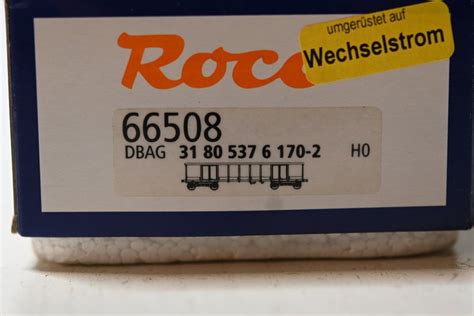 Roco
umgerüstet auf
Wechselstrom
66508
DBAG 31 80 537 6 170-2 H0